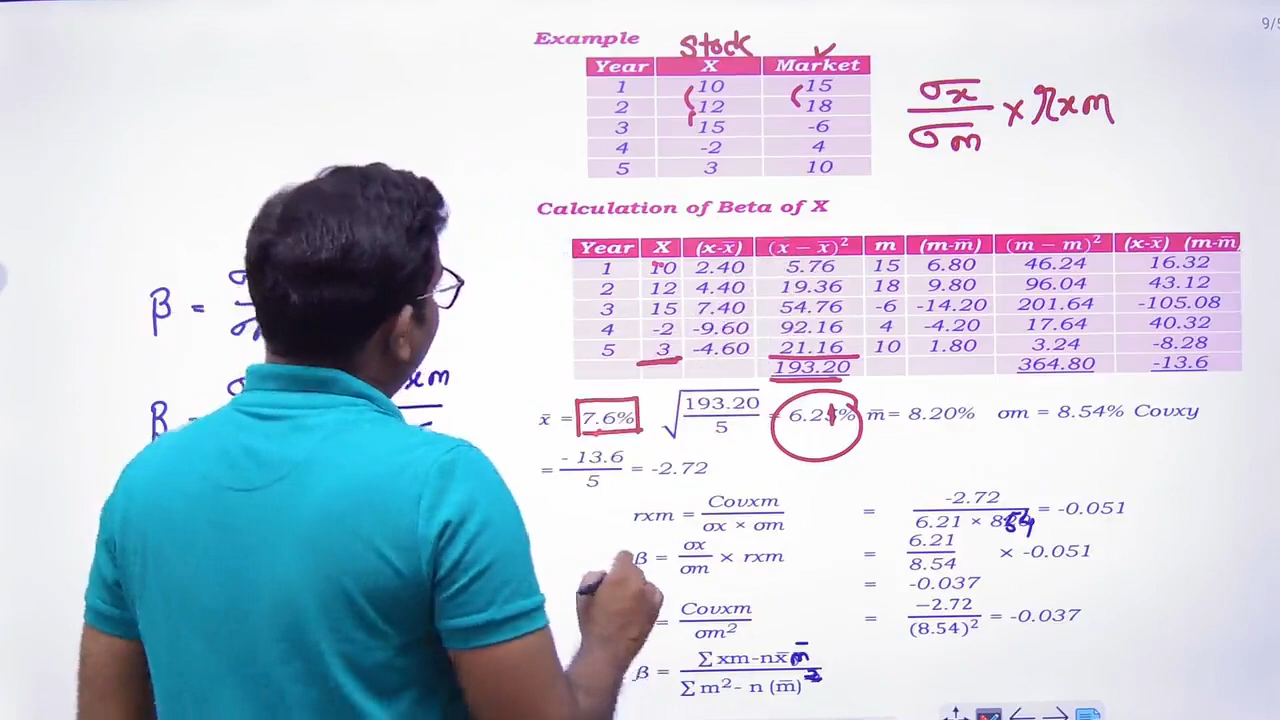 9/5
Example
Stock
Year X Market
1 10 15
2 12 18
3 15 -6
4 -2 4
5 3 10
σx / σm × rxm
Calculation of Beta of X
Year X (x-x̄) (x − x̄)² m (m-m̄) (m − m)² (x-x̄) (m-m̄)
1 10 2.40 5.76 15 6.80 46.24 16.32
2 12 4.40 19.36 18 9.80 96.04 43.12
3 15 7.40 54.76 -6 -14.20 201.64 -105.08
4 -2 -9.60 92.16 4 -4.20 17.64 40.32
5 3 -4.60 21.16 10 1.80 3.24 -8.28
193.20 364.80 -13.6
β =
xm
β
x̄ = 7.6% √(193.20 / 5) = 6.21% m̄ = 8.20% σm = 8.54% Covxy
= -13.6 / 5 = -2.72
rxm = Covxm / σx × σm = -2.72 / 6.21 × 8.54 = -0.051
β = σx / σm × rxm = 6.21 / 8.54 × -0.051
= -0.037
= Covxm / σm² = −2.72 / (8.54)² = -0.037
β = ∑ xm-nx̄ m̄ / ∑ m²- n (m̄)²